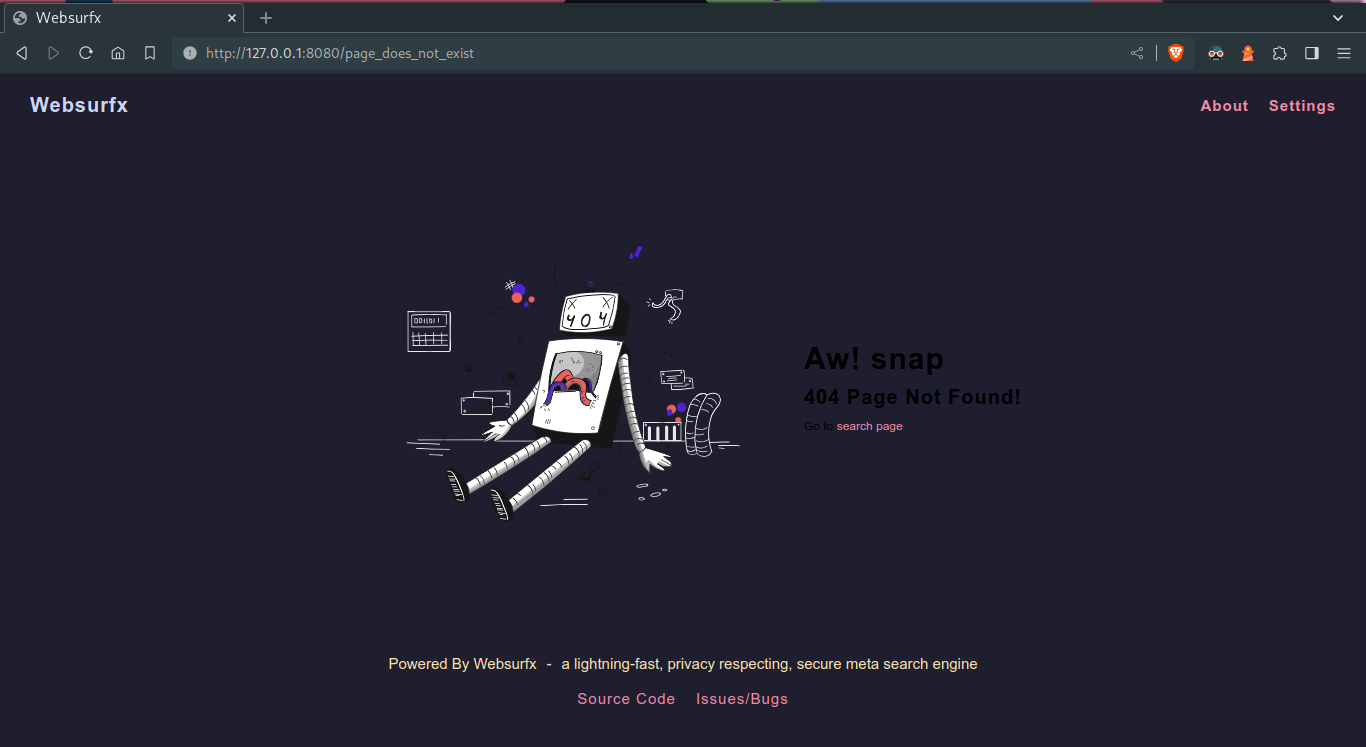 Websurfx
http://127.0.0.1:8080/page_does_not_exist
Websurfx
About Settings
404
Aw! snap
404 Page Not Found!
Go to search page
Powered By Websurfx - a lightning-fast, privacy respecting, secure meta search engine
Source Code Issues/Bugs